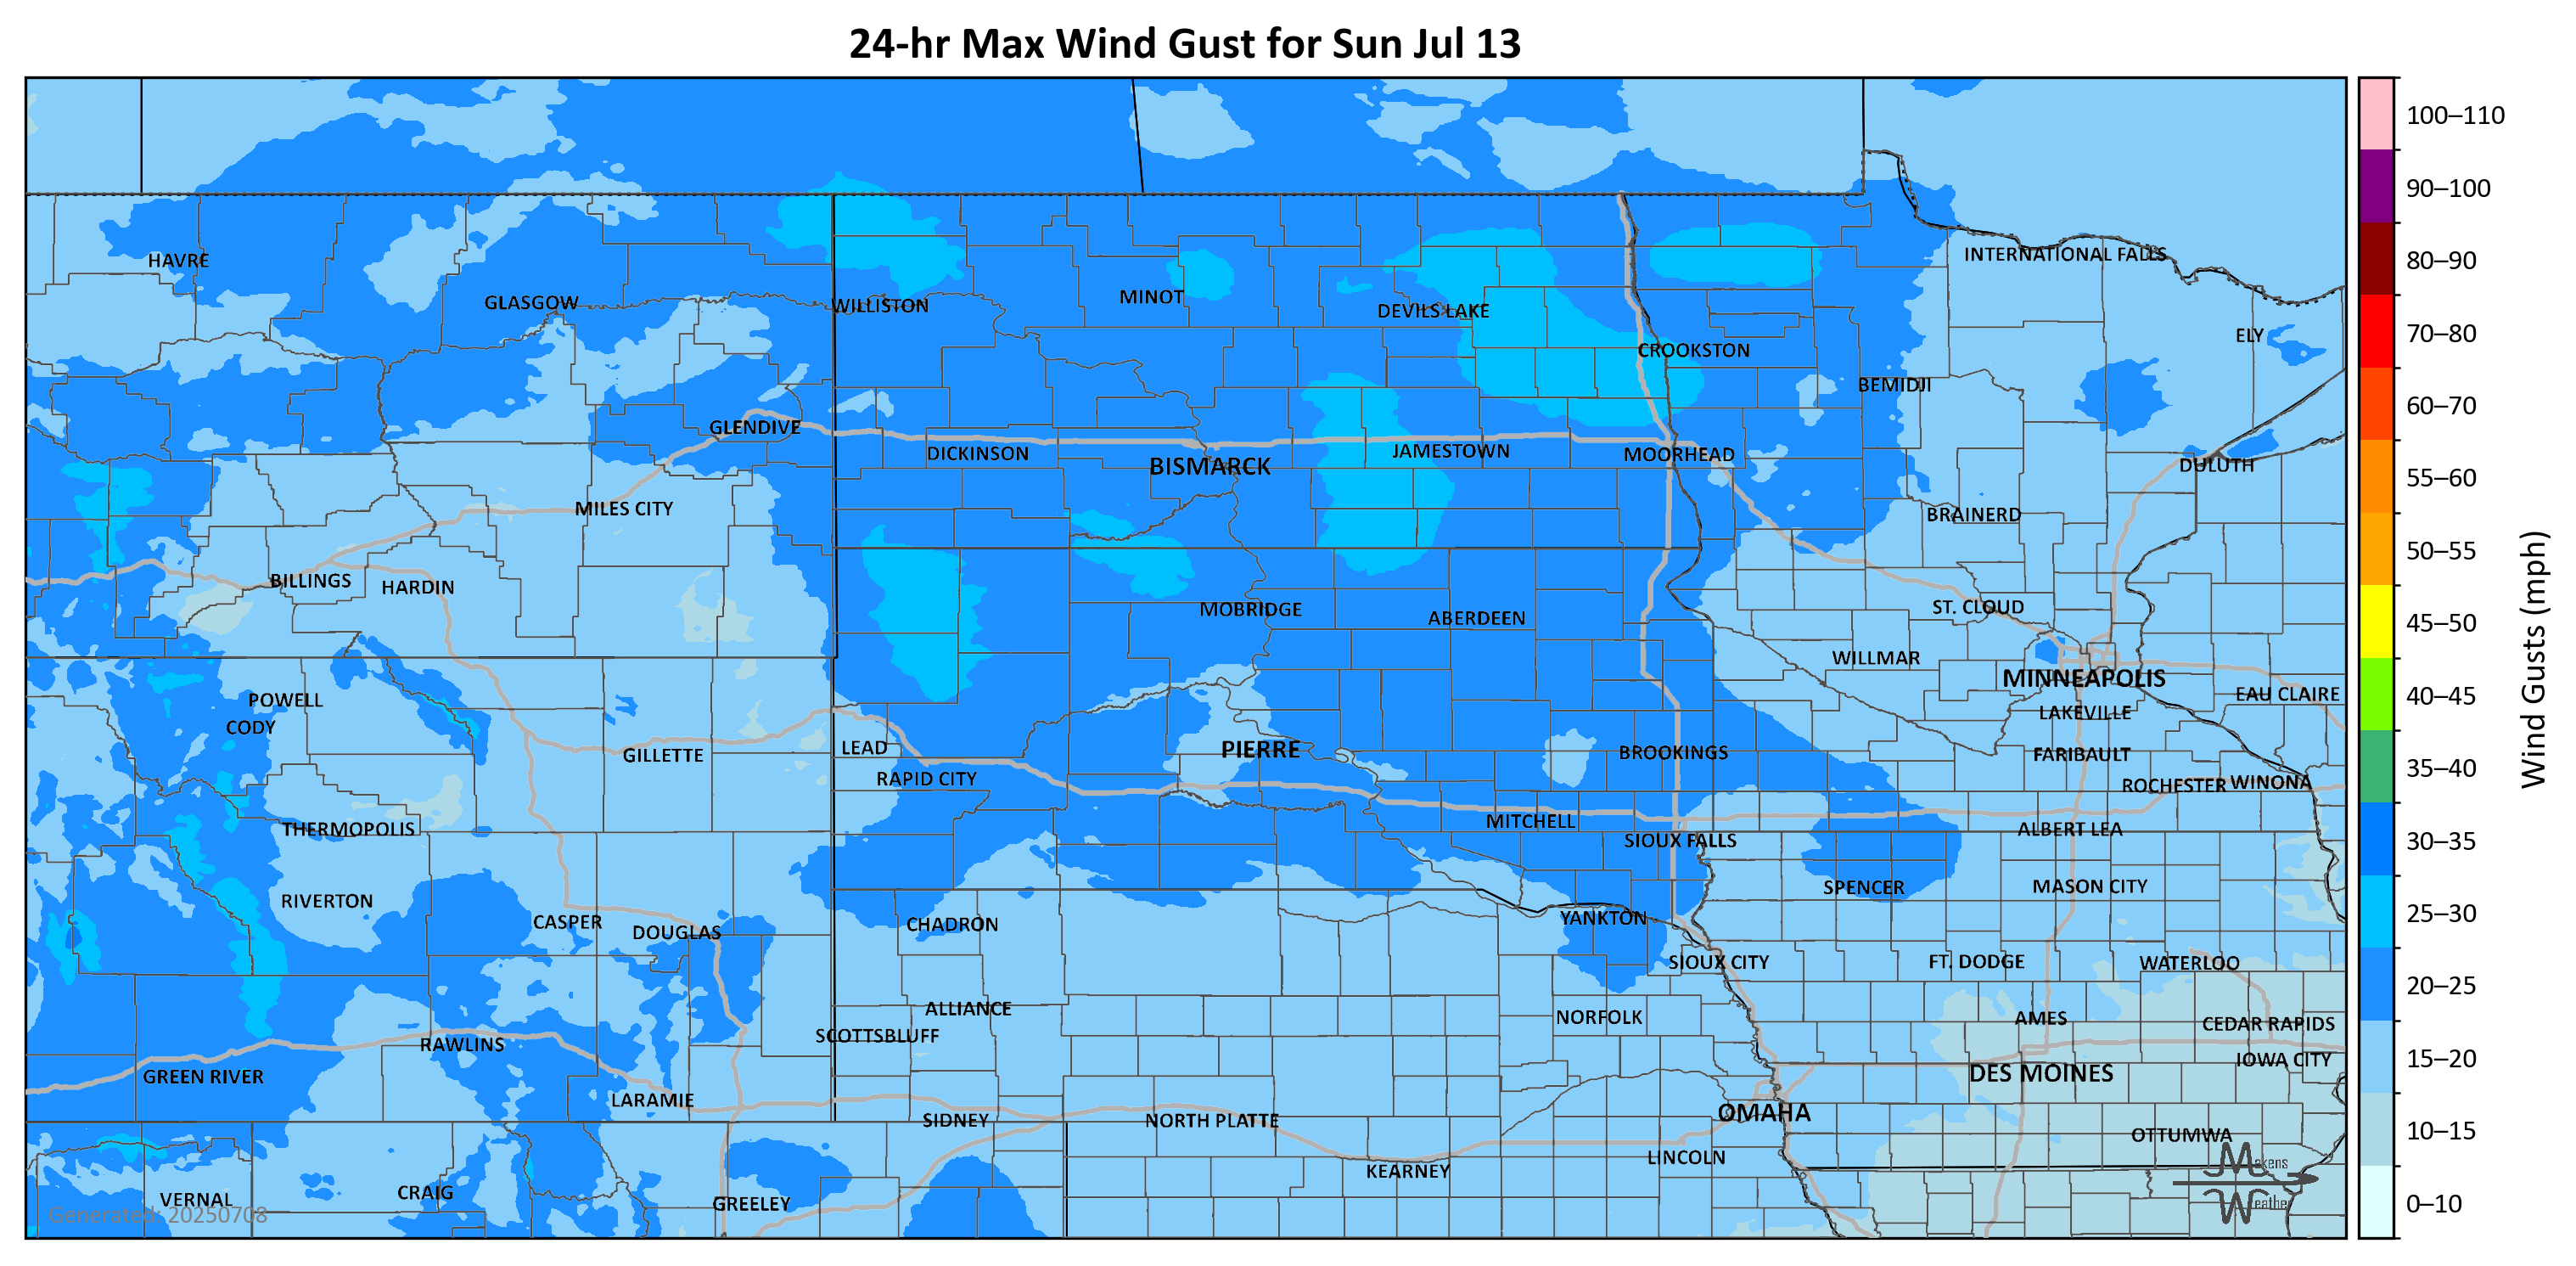 24-hr Max Wind Gust for Sun Jul 13
HAVRE
GLASGOW
WILLISTON
MINOT
DEVILS LAKE
CROOKSTON
INTERNATIONAL FALLS
ELY
BEMIDJI
GLENDIVE
DICKINSON
BISMARCK
JAMESTOWN
MOORHEAD
DULUTH
MILES CITY
BRAINERD
BILLINGS
HARDIN
MOBRIDGE
ABERDEEN
ST. CLOUD
WILLMAR
MINNEAPOLIS
EAU CLAIRE
LAKEVILLE
POWELL
CODY
GILLETTE
LEAD
RAPID CITY
PIERRE
BROOKINGS
FARIBAULT
ROCHESTER
WINONA
THERMOPOLIS
MITCHELL
SIOUX FALLS
ALBERT LEA
RIVERTON
CASPER
DOUGLAS
CHADRON
YANKTON
SPENCER
MASON CITY
SIOUX CITY
FT. DODGE
WATERLOO
ALLIANCE
SCOTTSBLUFF
NORFOLK
AMES
CEDAR RAPIDS
IOWA CITY
RAWLINS
GREEN RIVER
LARAMIE
SIDNEY
NORTH PLATTE
OMAHA
DES MOINES
OTTUMWA
KEARNEY
LINCOLN
VERNAL
CRAIG
GREELEY
Generated: 20250708
Makens
Weather
100–110
90–100
80–90
70–80
60–70
55–60
50–55
45–50
40–45
35–40
30–35
25–30
20–25
15–20
10–15
0–10
Wind Gusts (mph)